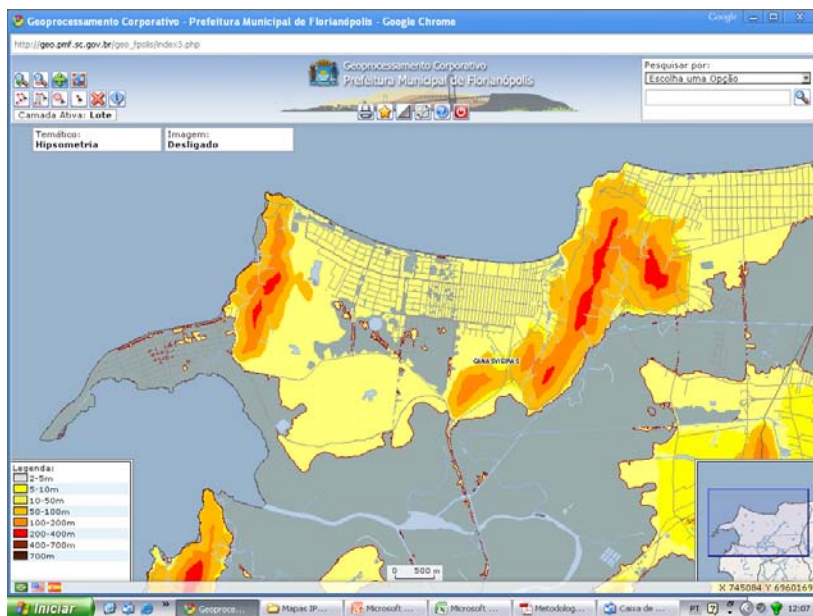 Geoprocessamento Corporativo - Prefeitura Municipal de Florianópolis - Google Chrome
Google
http://geo.pmf.sc.gov.br/geo_fpolis/index3.php
Geoprocessamento Corporativo
Prefeitura Municipal de Florianópolis
Pesquisar por:
Escolha uma Opção
Camada Ativa: Lote
Temático:
Hipsometria
Imagem:
Desligado
CANASVIEIRAS
Legenda:
2-5m
5-10m
10-50m
50-100m
100-200m
200-400m
400-700m
700m
0 500 m
X 745084 Y 6960169
Iniciar
Geoproce...
Mapas IP...
Microsoft ...
Microsoft ...
Metodolog...
Caixa de ...
PT
12:07